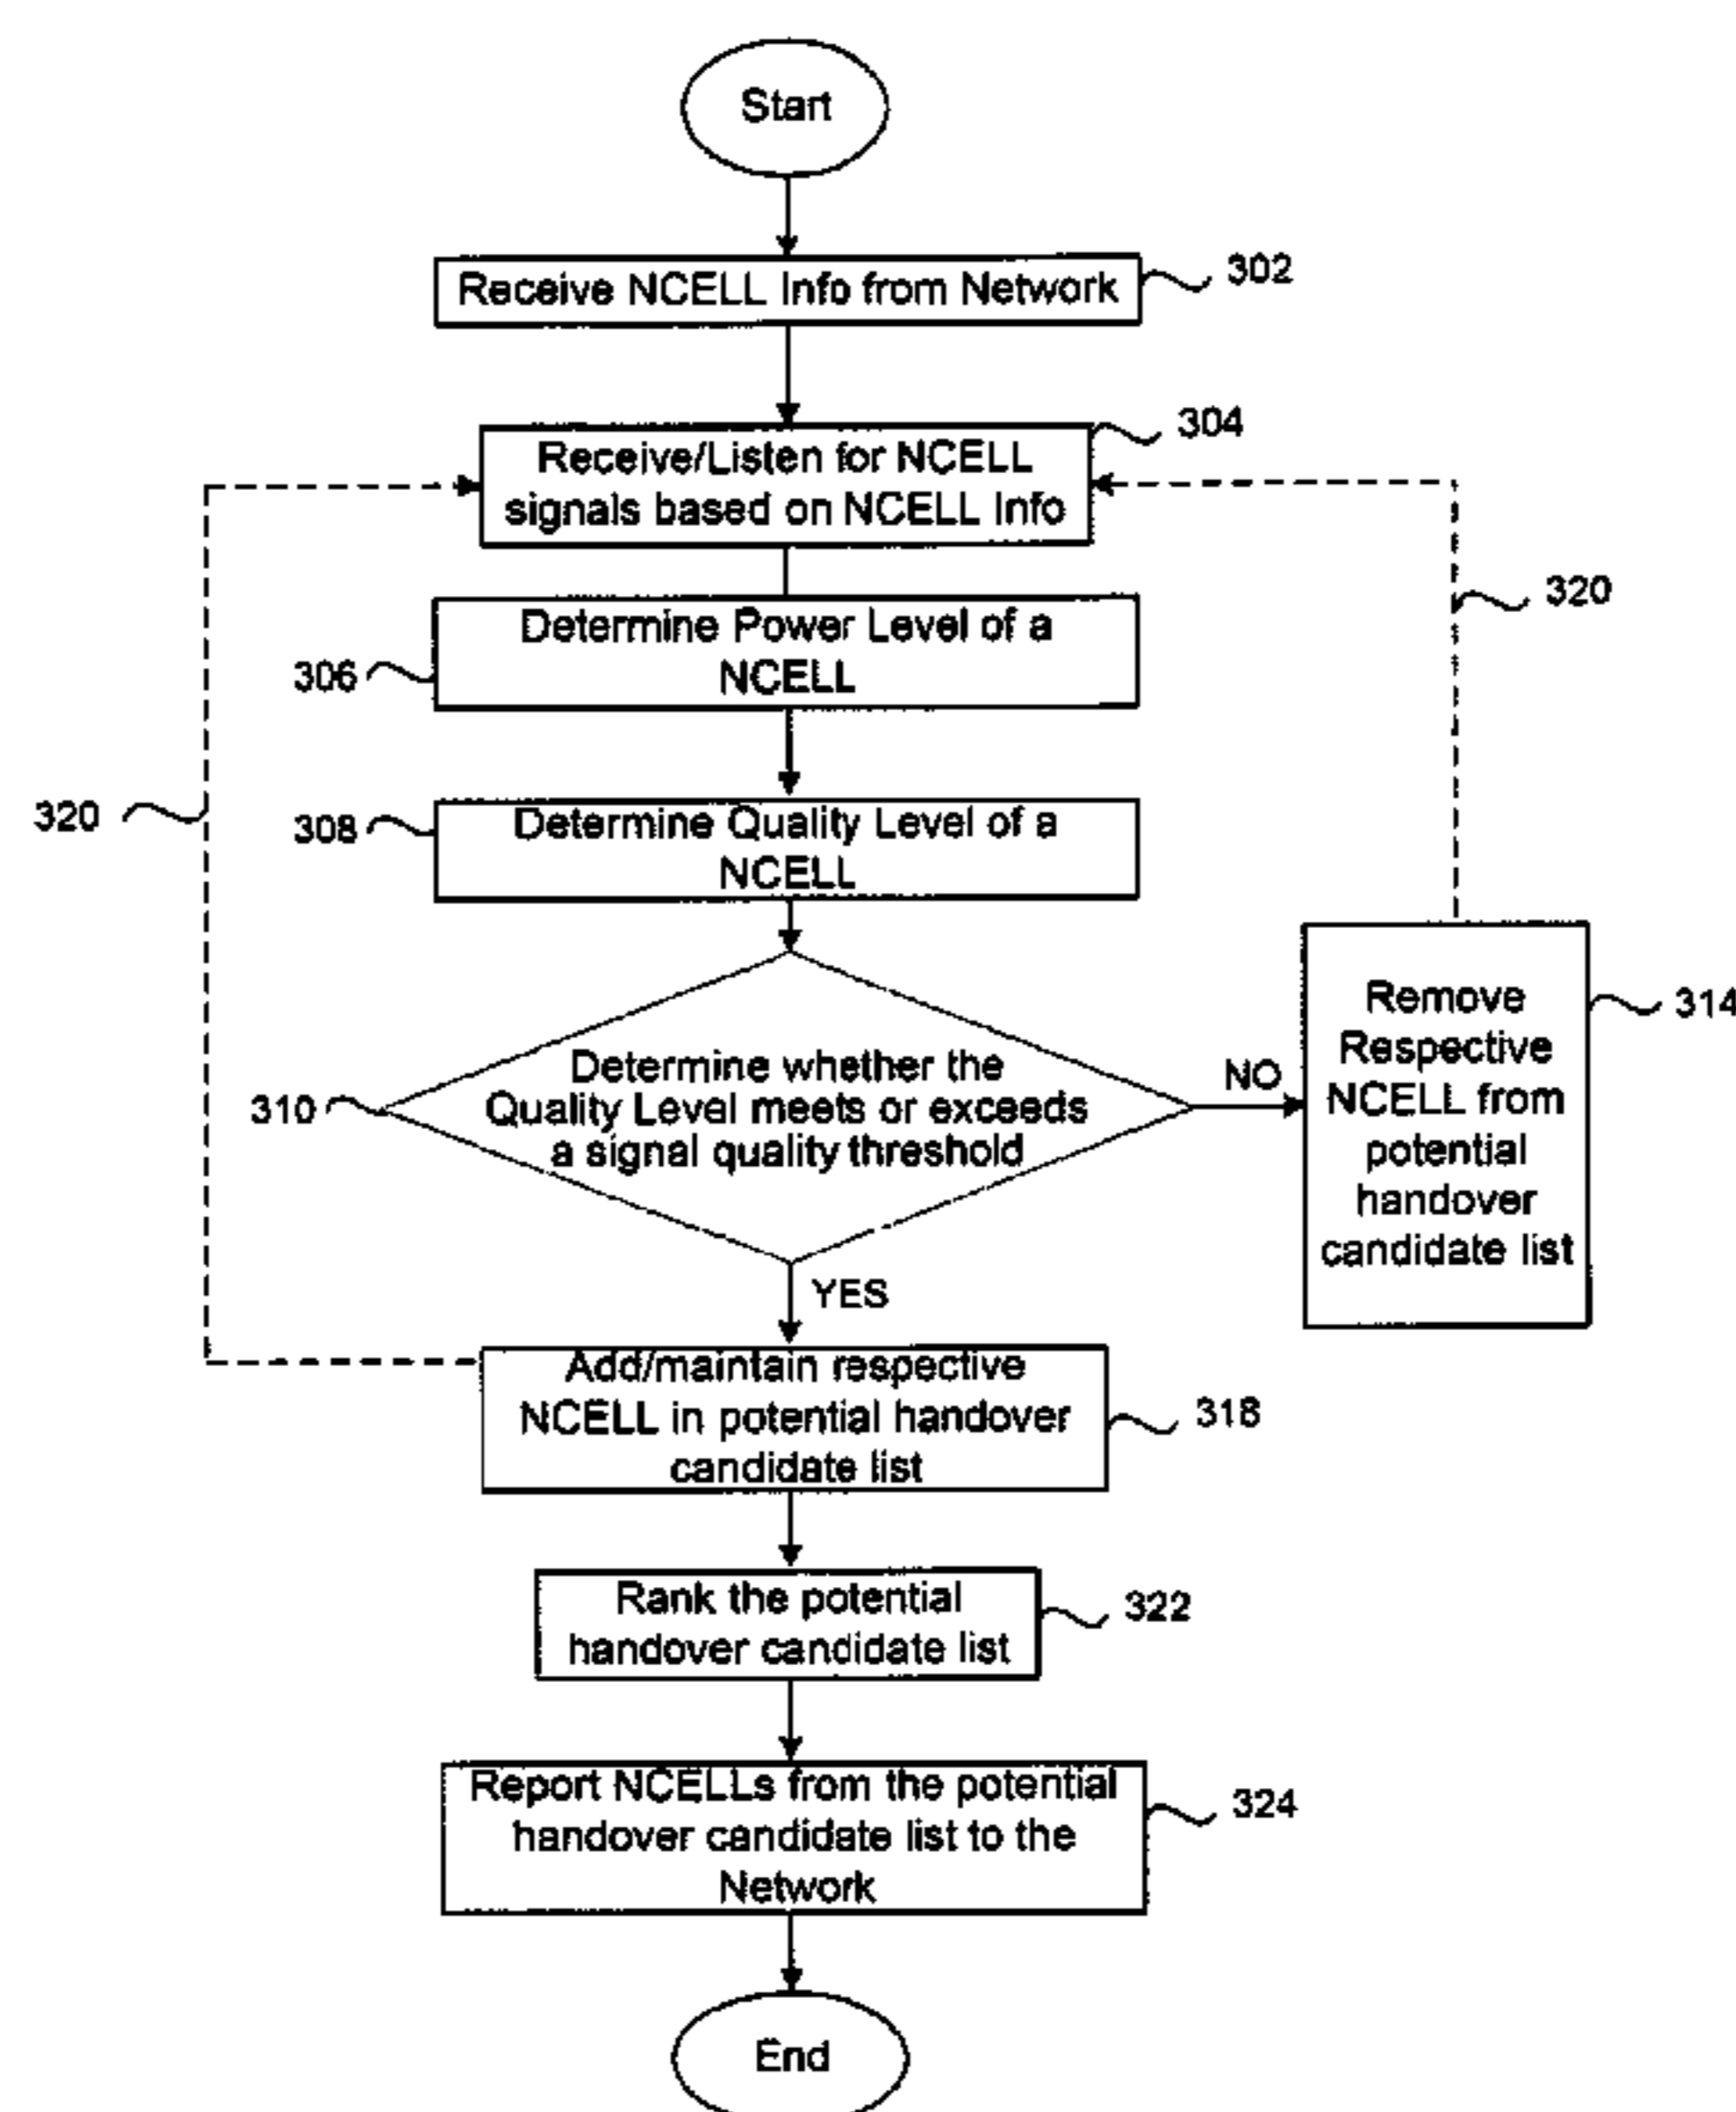 Start
Receive NCELL Info from Network
302
304
Receive/Listen for NCELL
signals based on NCELL Info
320
Determine Power Level of a
NCELL
306
320
308
Determine Quality Level of a
NCELL
Remove
Respective
NCELL from
potential
handover
candidate list
314
NO
310
Determine whether the
Quality Level meets or exceeds
a signal quality threshold
YES
Add/maintain respective
NCELL in potential handover
candidate list
318
Rank the potential
handover candidate list
322
Report NCELLs from the potential
handover candidate list to the
Network
324
End